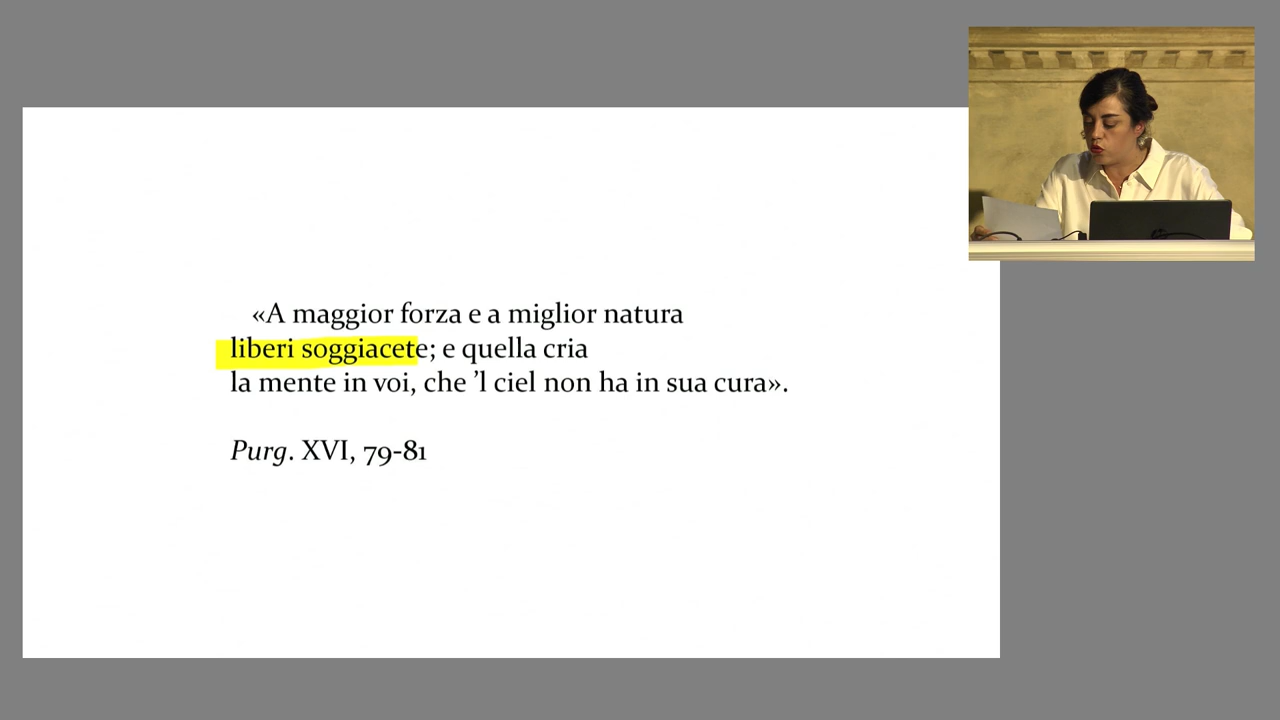 «A maggior forza e a miglior natura
liberi soggiacete; e quella cria
la mente in voi, che ’l ciel non ha in sua cura».
Purg. XVI, 79-81